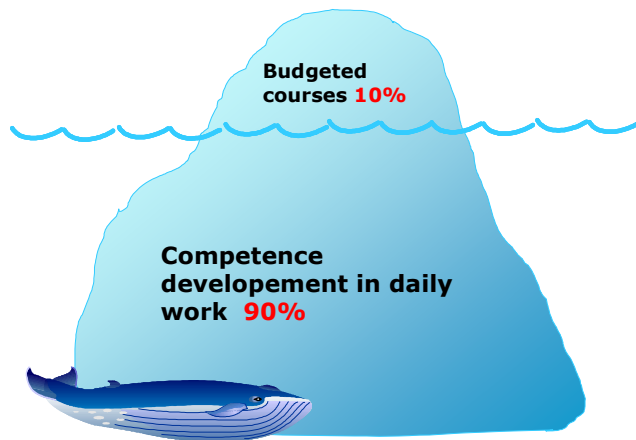 Budgeted
courses 10%
Competence
developement in daily
work 90%